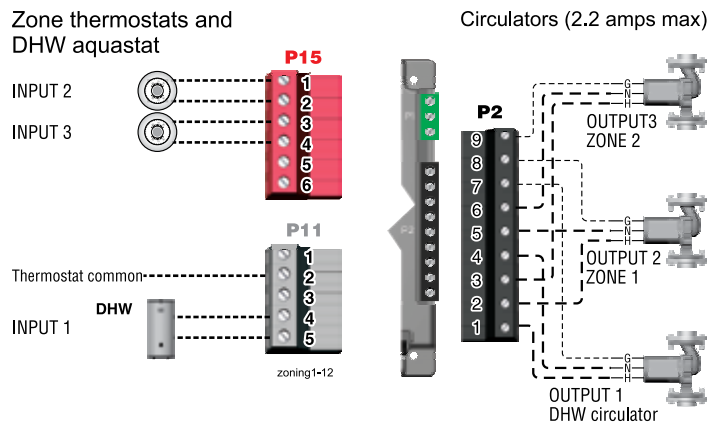 Zone thermostats and
DHW aquastat
P15
INPUT 2
INPUT 3
1
2
3
4
5
6
P11
Thermostat common
DHW
INPUT 1
1
2
3
4
5
zoning1-12
P1
P2
Circulators (2.2 amps max)
P2
9
8
7
6
5
4
3
2
1
G
N
H
OUTPUT3
ZONE 2
G
N
H
OUTPUT 2
ZONE 1
G
N
H
OUTPUT 1
DHW circulator